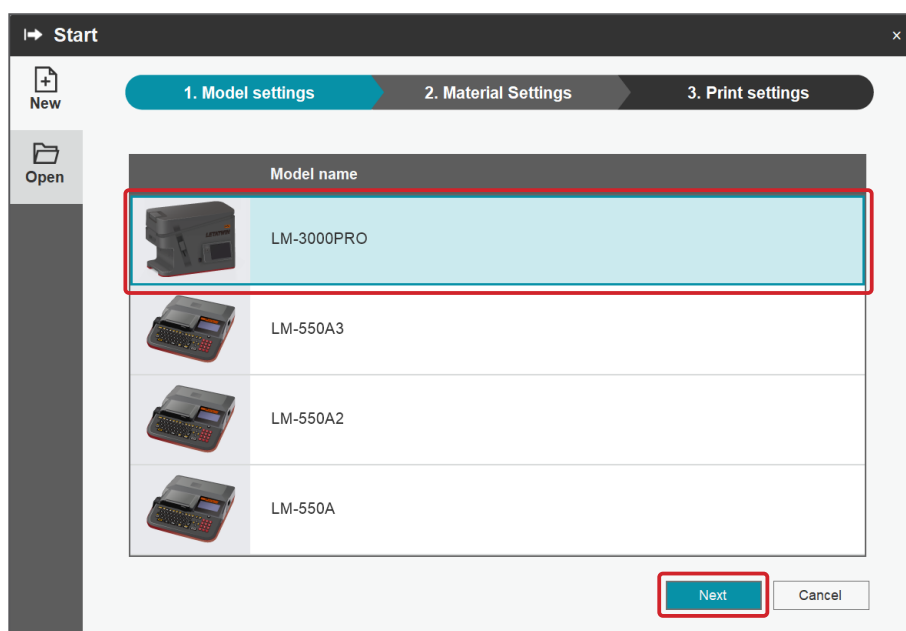 Start
×
New
Open
1. Model settings
2. Material Settings
3. Print settings
Model name
LM-3000PRO
LM-550A3
LM-550A2
LM-550A
Next
Cancel